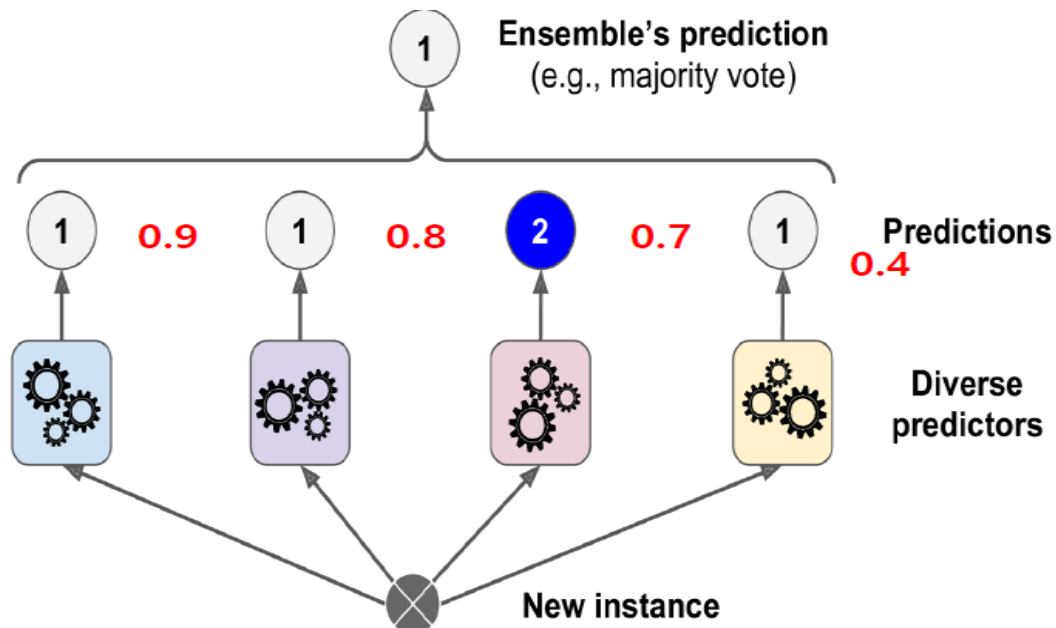 1
Ensemble's prediction
(e.g., majority vote)
1 0.9 1 0.8 2 0.7 1 Predictions
0.4
Diverse
predictors
New instance